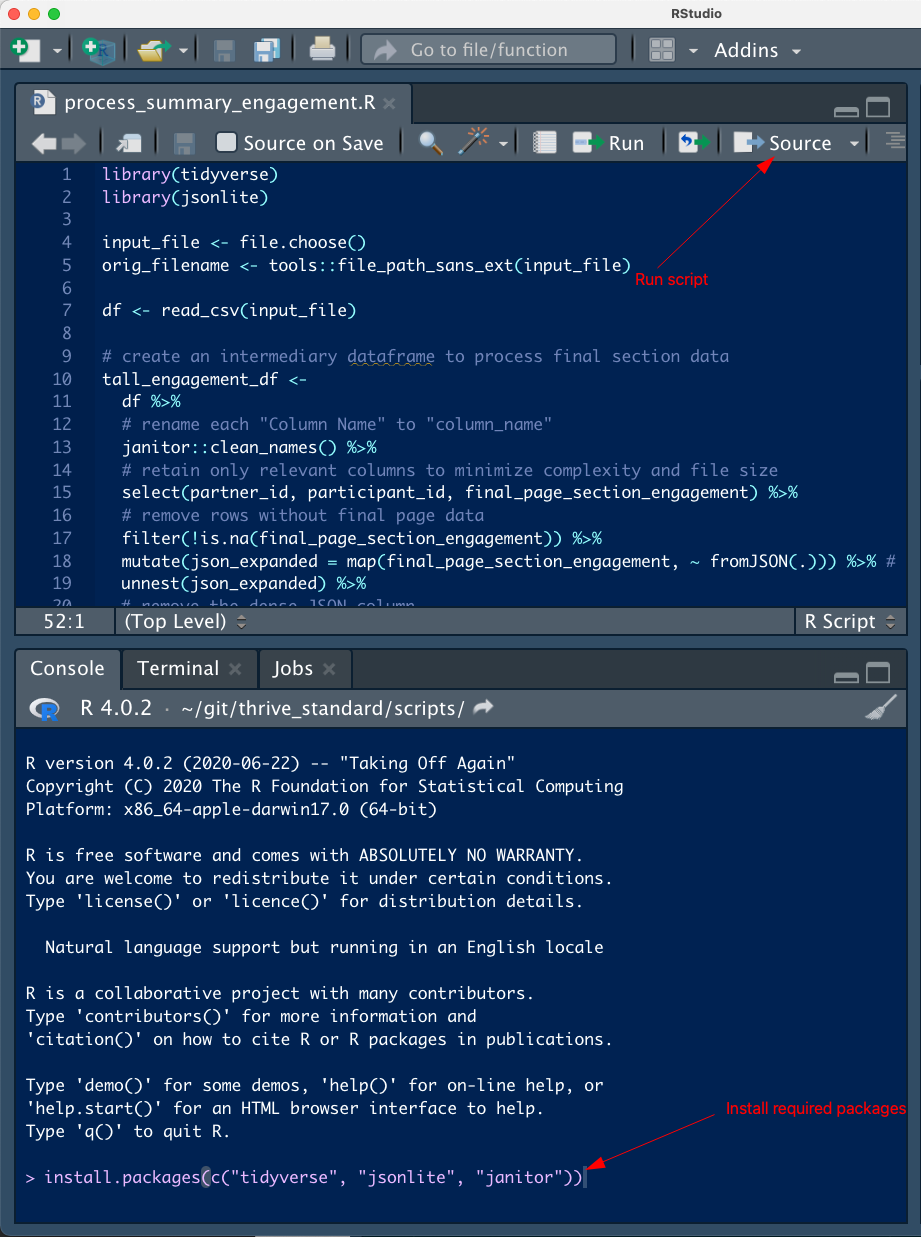 RStudio
Go to file/function
Addins
process_summary_engagement.R
Source on Save
Run
Source
1 library(tidyverse)
2 library(jsonlite)
3
4 input_file <- file.choose()
5 orig_filename <- tools::file_path_sans_ext(input_file)
Run script
6
7 df <- read_csv(input_file)
8
9 # create an intermediary dataframe to process final section data
10 tall_engagement_df <-
11 df %>%
12 # rename each "Column Name" to "column_name"
13 janitor::clean_names() %>%
14 # retain only relevant columns to minimize complexity and file size
15 select(partner_id, participant_id, final_page_section_engagement) %>%
16 # remove rows without final page data
17 filter(!is.na(final_page_section_engagement)) %>%
18 mutate(json_expanded = map(final_page_section_engagement, ~ fromJSON(.))) %>% #
19 unnest(json_expanded) %>%
20 # remove the dense JSON column
52:1 (Top Level) R Script
Console Terminal Jobs
R 4.0.2 · ~/git/thrive_standard/scripts/
R version 4.0.2 (2020-06-22) -- "Taking Off Again"
Copyright (C) 2020 The R Foundation for Statistical Computing
Platform: x86_64-apple-darwin17.0 (64-bit)
R is free software and comes with ABSOLUTELY NO WARRANTY.
You are welcome to redistribute it under certain conditions.
Type 'license()' or 'licence()' for distribution details.
Natural language support but running in an English locale
R is a collaborative project with many contributors.
Type 'contributors()' for more information and
'citation()' on how to cite R or R packages in publications.
Type 'demo()' for some demos, 'help()' for on-line help, or
'help.start()' for an HTML browser interface to help.
Type 'q()' to quit R.
Install required packages
> install.packages(c("tidyverse", "jsonlite", "janitor"))